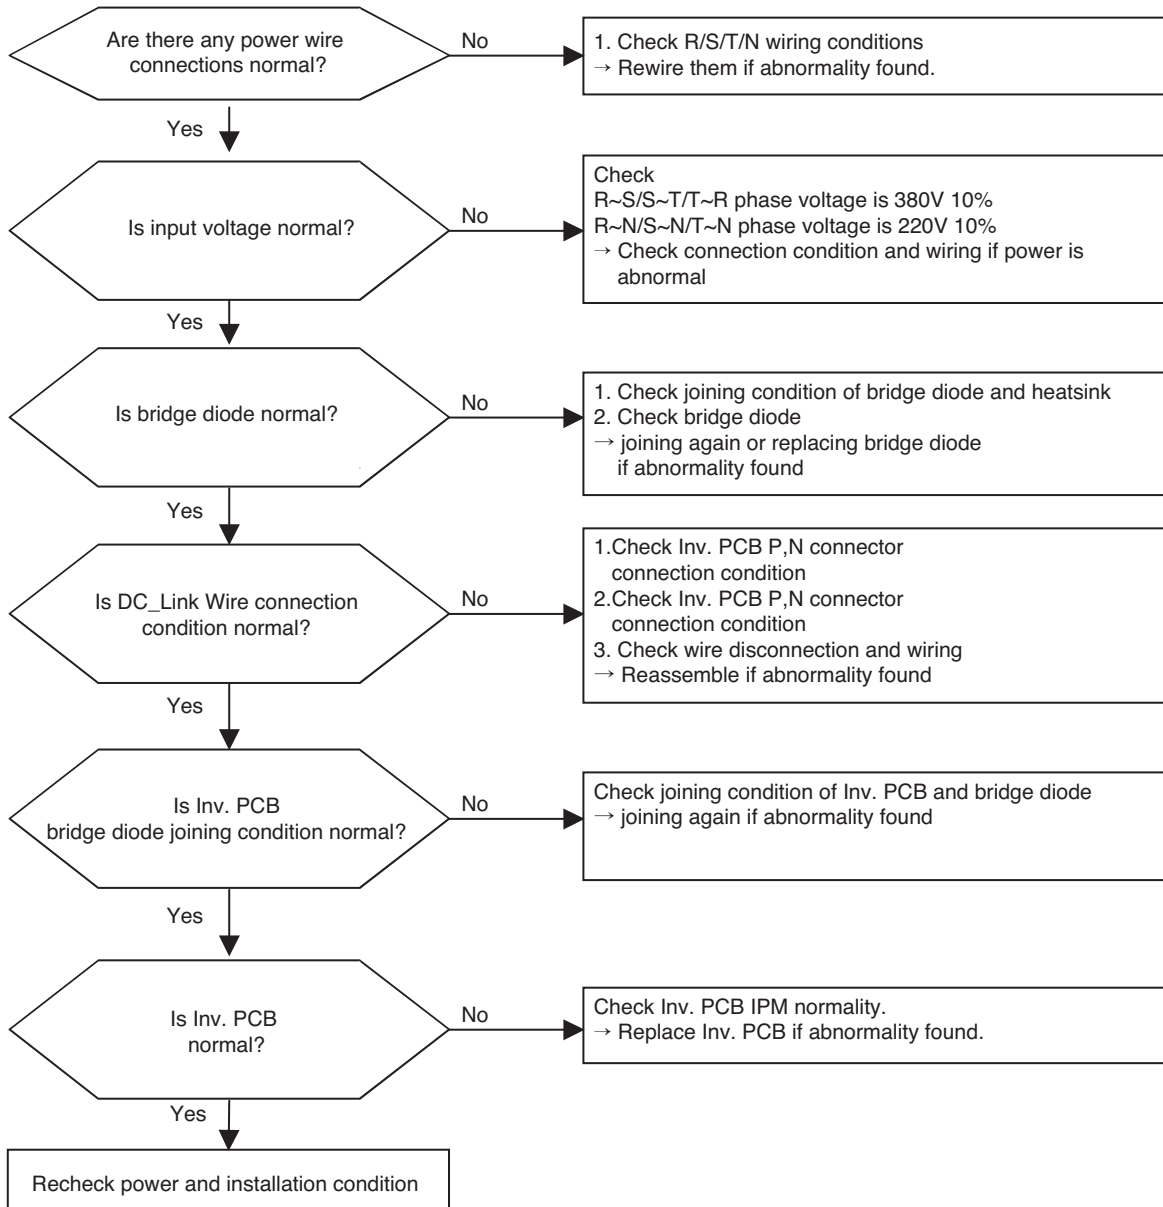 Are there any power wire
connections normal?
No
1. Check R/S/T/N wiring conditions
→ Rewire them if abnormality found.
Yes
Is input voltage normal?
No
Check
R~S/S~T/T~R phase voltage is 380V 10%
R~N/S~N/T~N phase voltage is 220V 10%
→ Check connection condition and wiring if power is
abnormal
Yes
Is bridge diode normal?
No
1. Check joining condition of bridge diode and heatsink
2. Check bridge diode
→ joining again or replacing bridge diode
if abnormality found
Yes
Is DC_Link Wire connection
condition normal?
No
1.Check Inv. PCB P,N connector
connection condition
2.Check Inv. PCB P,N connector
connection condition
3. Check wire disconnection and wiring
→ Reassemble if abnormality found
Yes
Is Inv. PCB
bridge diode joining condition normal?
No
Check joining condition of Inv. PCB and bridge diode
→ joining again if abnormality found
Yes
Is Inv. PCB
normal?
No
Check Inv. PCB IPM normality.
→ Replace Inv. PCB if abnormality found.
Yes
Recheck power and installation condition